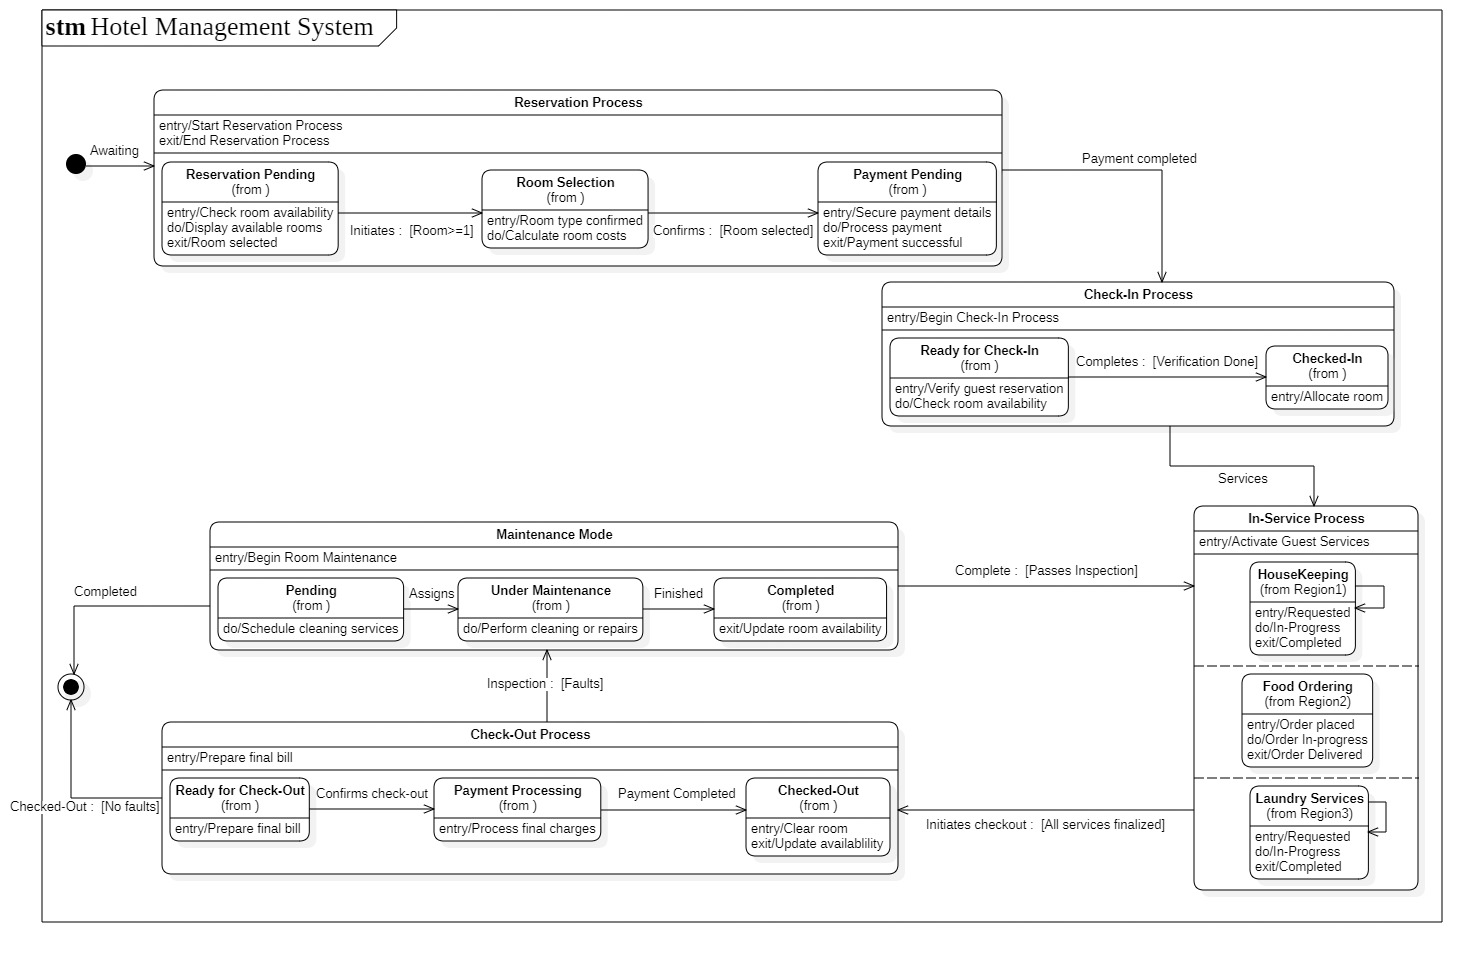 stm Hotel Management System
Reservation Process
entry/Start Reservation Process
exit/End Reservation Process
Awaiting
Reservation Pending
(from )
entry/Check room availability
do/Display available rooms
exit/Room selected
Initiates :  [Room>=1]
Room Selection
(from )
entry/Room type confirmed
do/Calculate room costs
Confirms :  [Room selected]
Payment Pending
(from )
entry/Secure payment details
do/Process payment
exit/Payment successful
Payment completed
Check-In Process
entry/Begin Check-In Process
Ready for Check-In
(from )
entry/Verify guest reservation
do/Check room availability
Completes :  [Verification Done]
Checked-In
(from )
entry/Allocate room
Services
In-Service Process
entry/Activate Guest Services
HouseKeeping
(from Region1)
entry/Requested
do/In-Progress
exit/Completed
Food Ordering
(from Region2)
entry/Order placed
do/Order In-progress
exit/Order Delivered
Laundry Services
(from Region3)
entry/Requested
do/In-Progress
exit/Completed
Maintenance Mode
entry/Begin Room Maintenance
Pending
(from )
do/Schedule cleaning services
Assigns
Under Maintenance
(from )
do/Perform cleaning or repairs
Finished
Completed
(from )
exit/Update room availability
Complete :  [Passes Inspection]
Completed
Inspection :  [Faults]
Check-Out Process
entry/Prepare final bill
Ready for Check-Out
(from )
entry/Prepare final bill
Confirms check-out
Payment Processing
(from )
entry/Process final charges
Payment Completed
Checked-Out
(from )
entry/Clear room
exit/Update availablility
Initiates checkout :  [All services finalized]
Checked-Out :  [No faults]